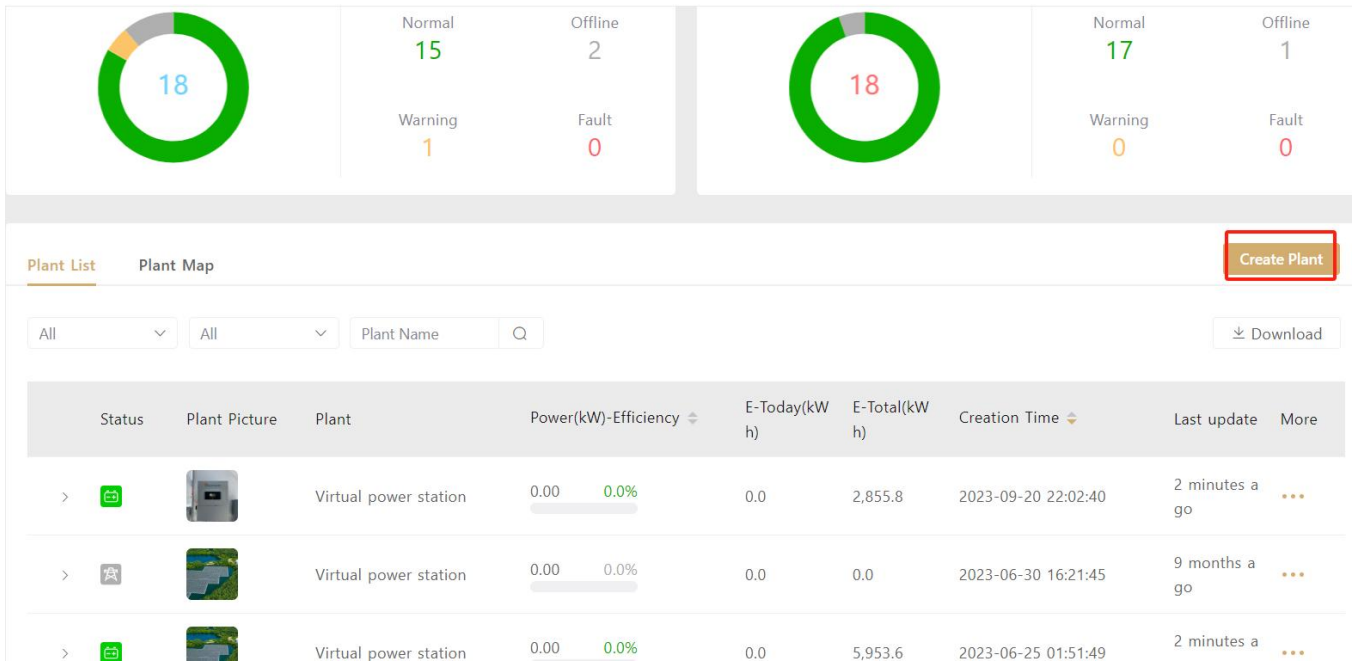 Normal Offline Normal Offline
18 15 2 18 17 1
Warning Fault Warning Fault
1 0 0 0
Plant List Plant Map Create Plant
All All Plant Name Download
Status Plant Picture Plant Power(kW)-Efficiency E-Today(kW E-Total(kW Creation Time Last update More
h) h)
Virtual power station 0.00 0.0% 0.0 2,855.8 2023-09-20 22:02:40 2 minutes a
go
Virtual power station 0.00 0.0% 0.0 0.0 2023-06-30 16:21:45 9 months a
go
Virtual power station 0.00 0.0% 0.0 5,953.6 2023-06-25 01:51:49 2 minutes a